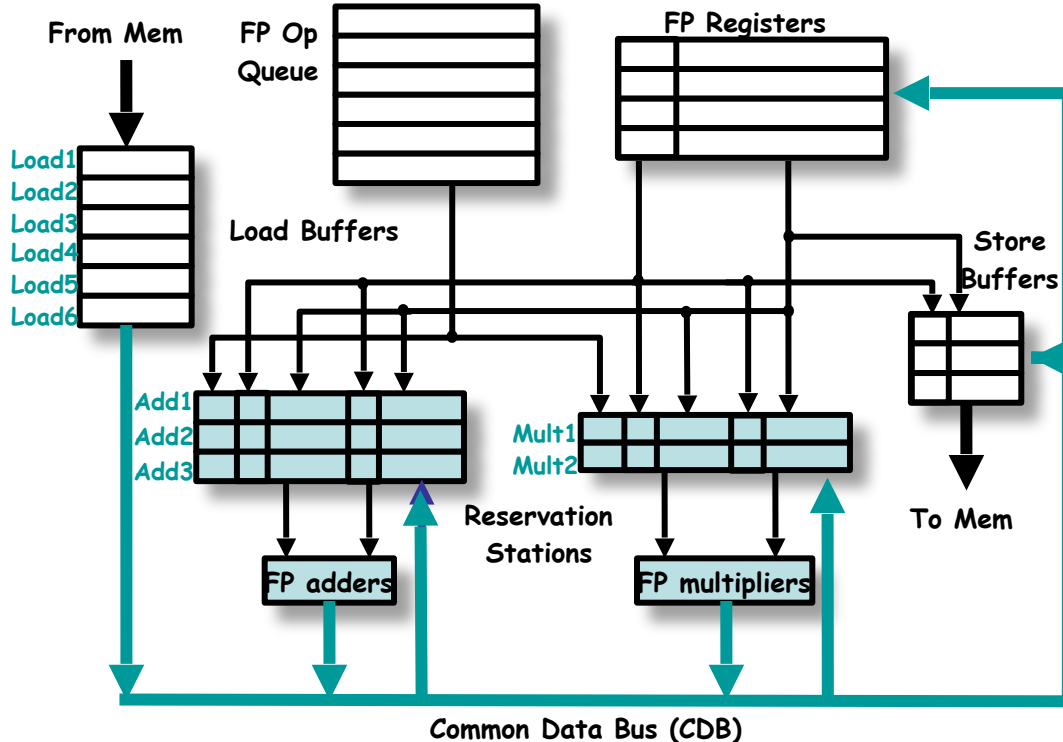 From Mem
FP Op
Queue
FP Registers
Load1
Load2
Load3
Load4
Load5
Load6
Load Buffers
Store
Buffers
Add1
Add2
Add3
Mult1
Mult2
Reservation
Stations
To Mem
FP adders
FP multipliers
Common Data Bus (CDB)